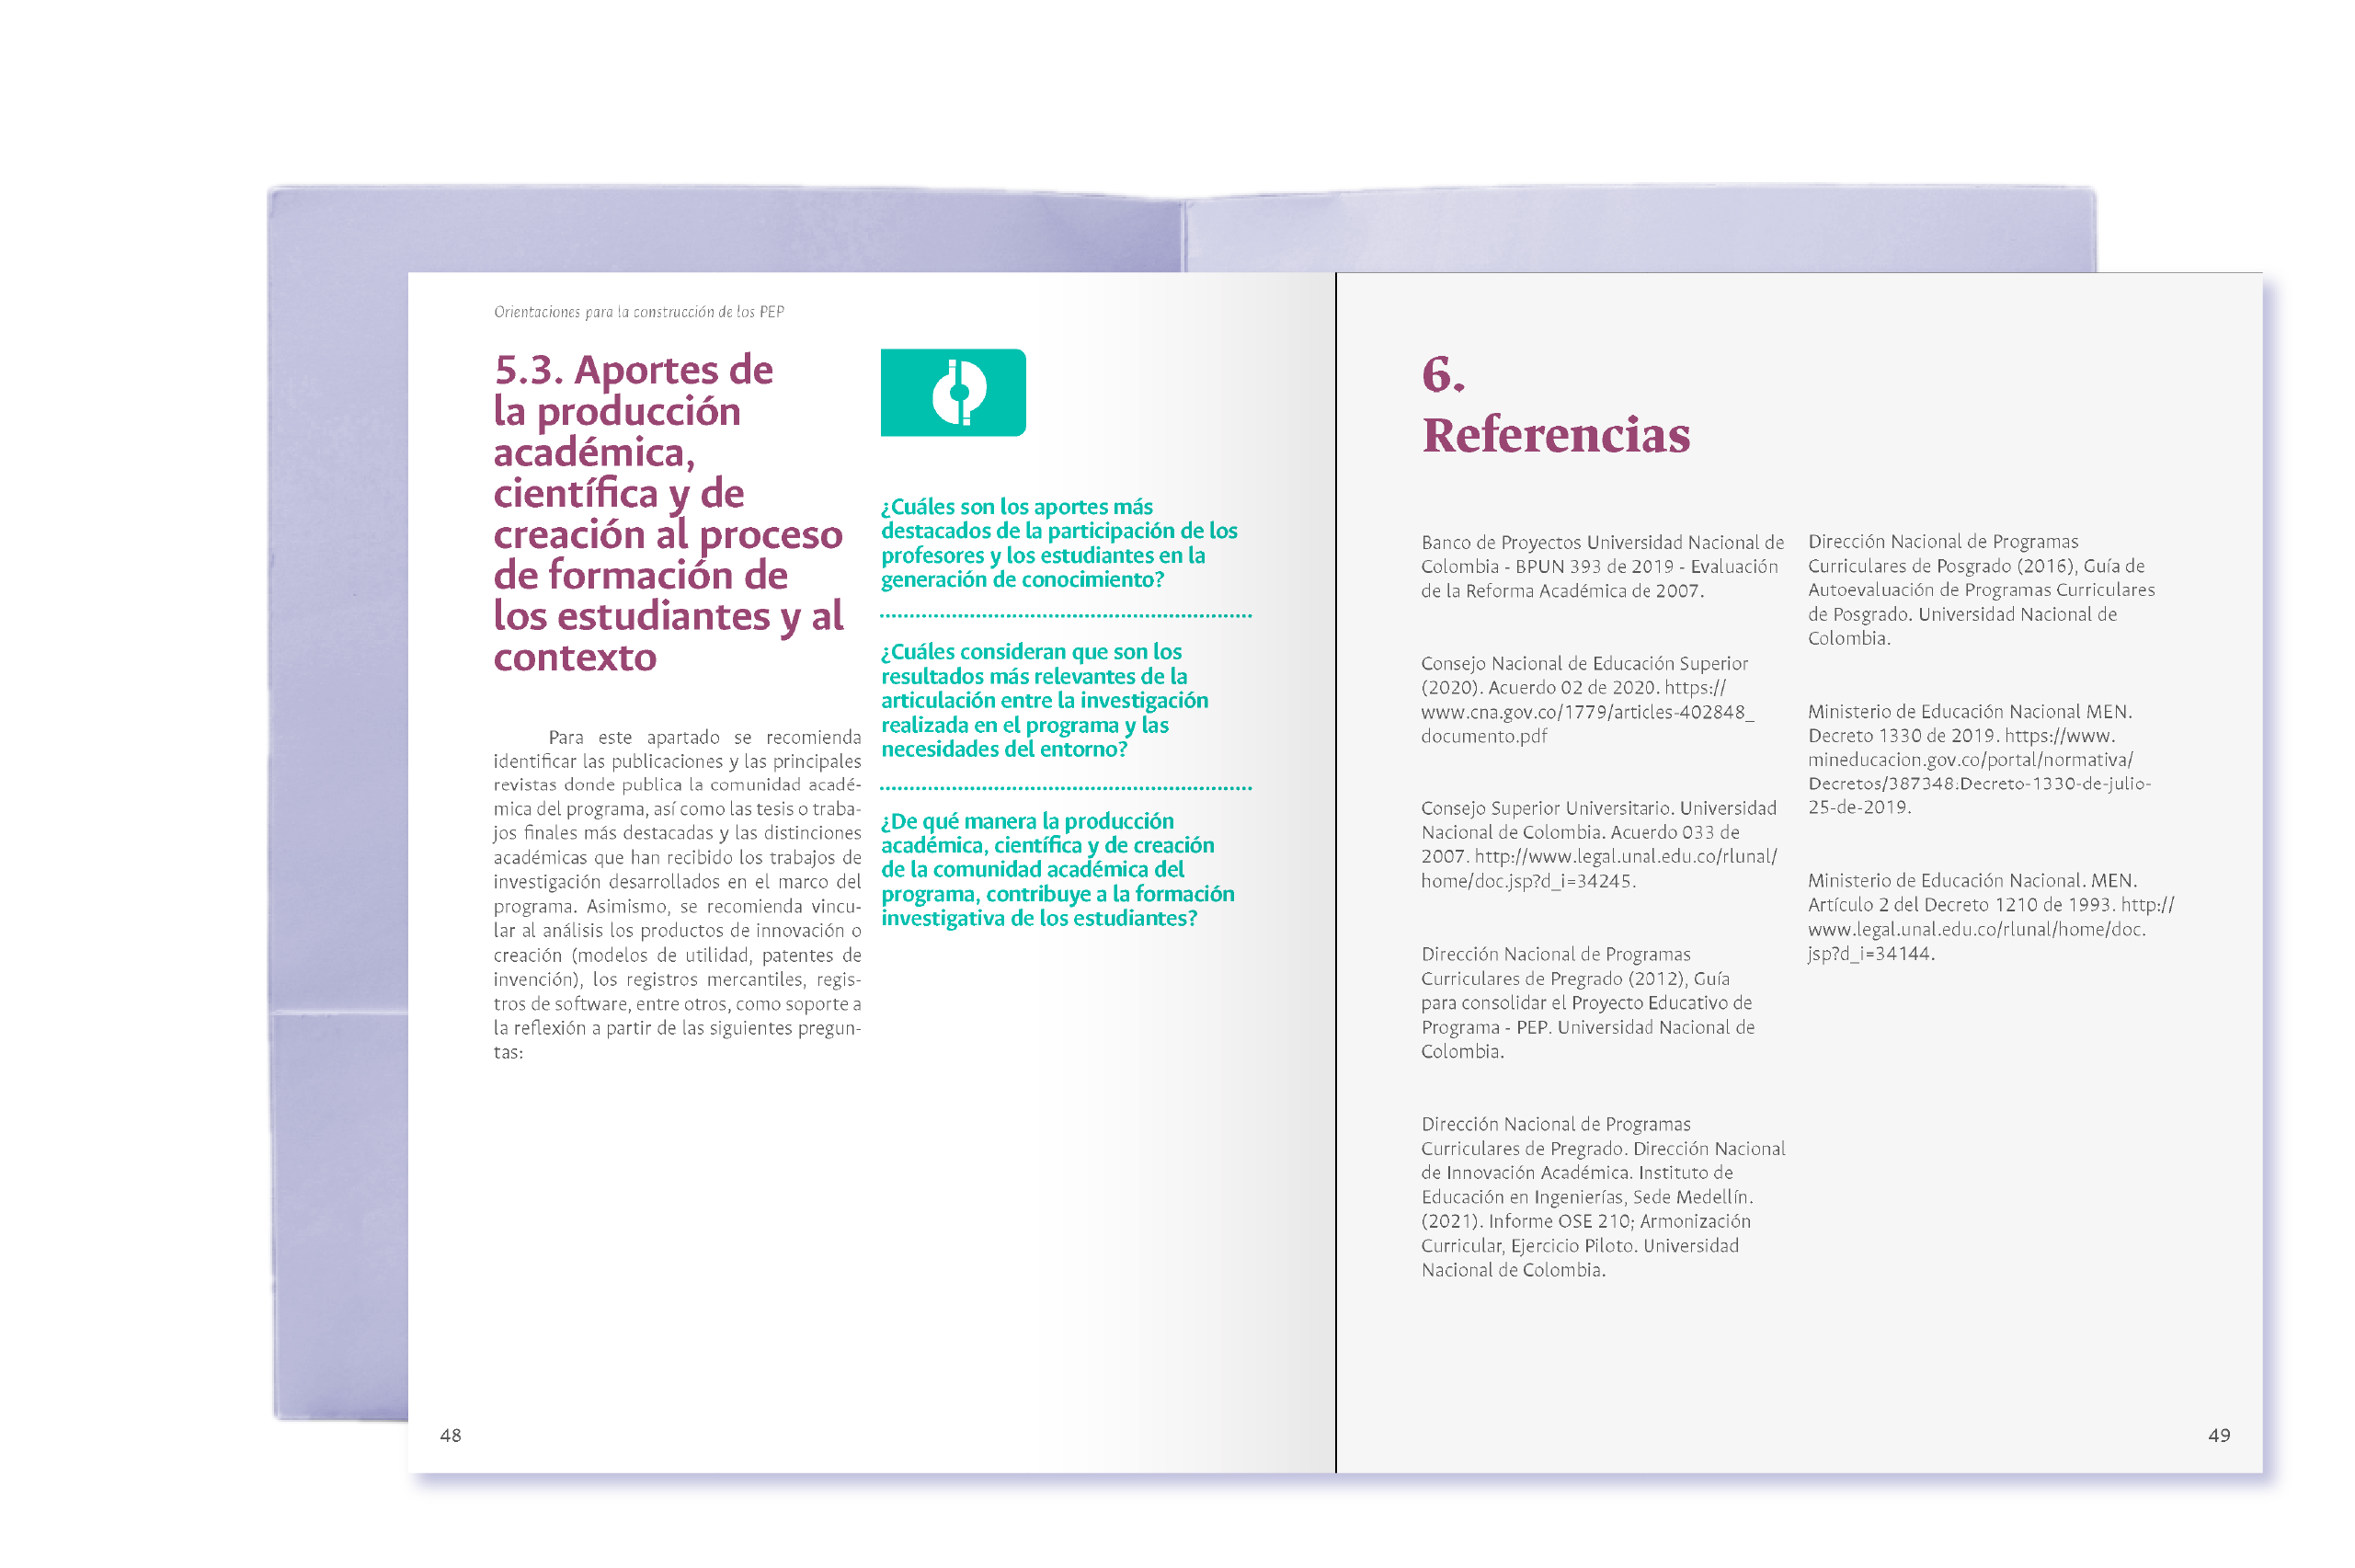 Orientaciones para la construcción de los PEP
5.3. Aportes de
la producción
académica,
científica y de
creación al proceso
de formación de
los estudiantes y al
contexto
Para este apartado se recomienda
identificar las publicaciones y las principales
revistas donde publica la comunidad acadé-
mica del programa, así como las tesis o traba-
jos finales más destacadas y las distinciones
académicas que han recibido los trabajos de
investigación desarrollados en el marco del
programa. Asimismo, se recomienda vincu-
lar al análisis los productos de innovación o
creación (modelos de utilidad, patentes de
invención), los registros mercantiles, regis-
tros de software, entre otros, como soporte a
la reflexión a partir de las siguientes pregun-
tas:
¿Cuáles son los aportes más
destacados de la participación de los
profesores y los estudiantes en la
generación de conocimiento?
¿Cuáles consideran que son los
resultados más relevantes de la
articulación entre la investigación
realizada en el programa y las
necesidades del entorno?
¿De qué manera la producción
académica, científica y de creación
de la comunidad académica del
programa, contribuye a la formación
investigativa de los estudiantes?
48
6.
Referencias
Banco de Proyectos Universidad Nacional de
Colombia - BPUN 393 de 2019 - Evaluación
de la Reforma Académica de 2007.
Consejo Nacional de Educación Superior
(2020). Acuerdo 02 de 2020. https://
www.cna.gov.co/1779/articles-402848_
documento.pdf
Consejo Superior Universitario. Universidad
Nacional de Colombia. Acuerdo 033 de
2007. http://www.legal.unal.edu.co/rlunal/
home/doc.jsp?d_i=34245.
Dirección Nacional de Programas
Curriculares de Pregrado (2012), Guía
para consolidar el Proyecto Educativo de
Programa - PEP. Universidad Nacional de
Colombia.
Dirección Nacional de Programas
Curriculares de Pregrado. Dirección Nacional
de Innovación Académica. Instituto de
Educación en Ingenierías, Sede Medellín.
(2021). Informe OSE 210; Armonización
Curricular, Ejercicio Piloto. Universidad
Nacional de Colombia.
Dirección Nacional de Programas
Curriculares de Posgrado (2016), Guía de
Autoevaluación de Programas Curriculares
de Posgrado. Universidad Nacional de
Colombia.
Ministerio de Educación Nacional MEN.
Decreto 1330 de 2019. https://www.
mineducacion.gov.co/portal/normativa/
Decretos/387348:Decreto-1330-de-julio-
25-de-2019.
Ministerio de Educación Nacional. MEN.
Artículo 2 del Decreto 1210 de 1993. http://
www.legal.unal.edu.co/rlunal/home/doc.
jsp?d_i=34144.
49